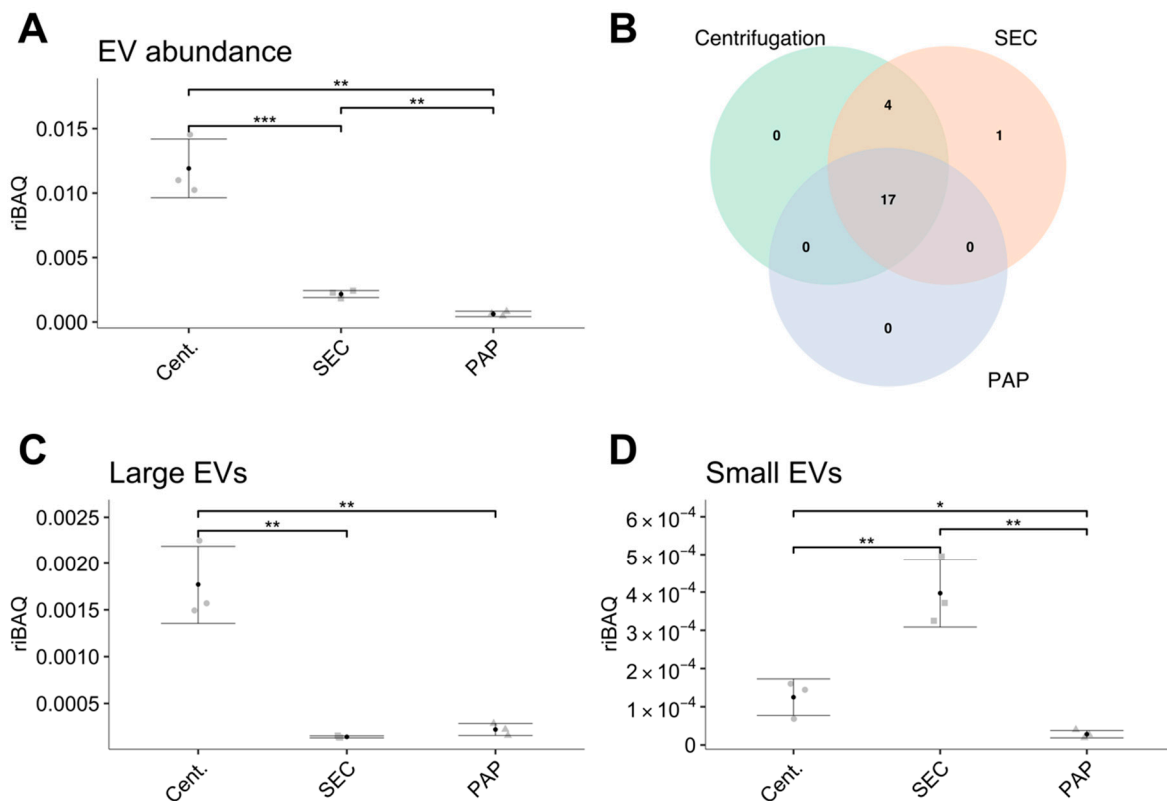 A
EV abundance
**
***
**
0.015
0.010
0.005
0.000
riBAQ
Cent.
SEC
PAP
B
Centrifugation
SEC
4
0
1
17
0
0
0
PAP
C
Large EVs
**
**
0.0025
0.0020
0.0015
0.0010
0.0005
riBAQ
Cent.
SEC
PAP
D
Small EVs
*
**
**
6×10⁻⁴
5×10⁻⁴
4×10⁻⁴
3×10⁻⁴
2×10⁻⁴
1×10⁻⁴
0
riBAQ
Cent.
SEC
PAP